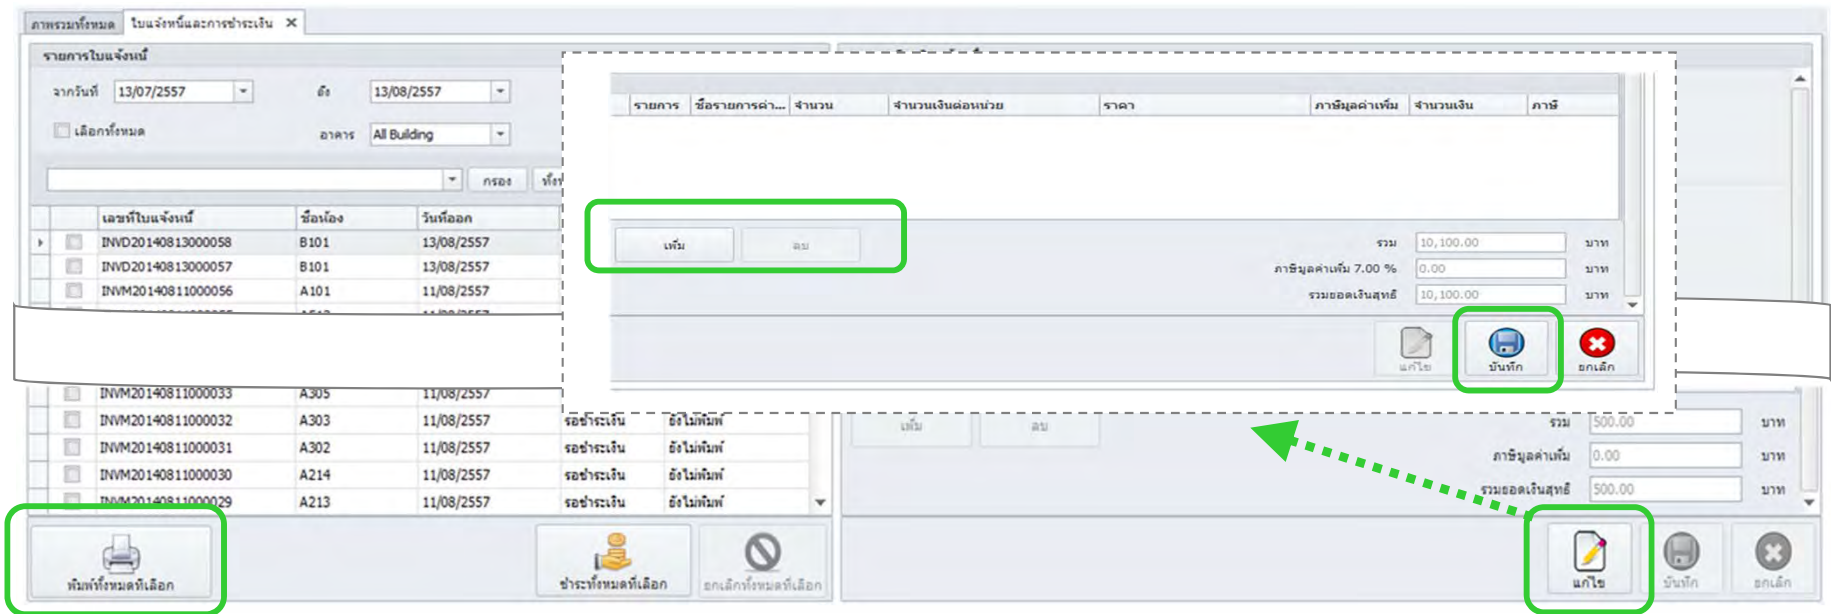 ภาพรวมทั้งหมด ใบแจ้งหนี้และการชำระเงิน
รายการใบแจ้งหนี้
จากวันที่ 13/07/2557 ถึง 13/08/2557
เลือกทั้งหมด อาคาร All Building
กรอง
เลขที่ใบแจ้งหนี้ ชื่อห้อง วันที่ออก
INVD20140813000058 B101 13/08/2557
INVD20140813000057 B101 13/08/2557
INVM20140811000056 A101 11/08/2557
รายการ ชื่อรายการค่า... จำนวน จำนวนเงินต่อหน่วย ราคา ภาษีมูลค่าเพิ่ม จำนวนเงิน ภาษี
เพิ่ม ลบ
รวม 10,100.00 บาท
ภาษีมูลค่าเพิ่ม 7.00 % 0.00 บาท
รวมยอดเงินสุทธิ 10,100.00 บาท
แก้ไข บันทึก ยกเลิก
INVM20140811000033 A305 11/08/2557
INVM20140811000032 A303 11/08/2557 รอชำระเงิน ยังไม่พิมพ์
INVM20140811000031 A302 11/08/2557 รอชำระเงิน ยังไม่พิมพ์
INVM20140811000030 A214 11/08/2557 รอชำระเงิน ยังไม่พิมพ์
INVM20140811000029 A213 11/08/2557 รอชำระเงิน ยังไม่พิมพ์
เพิ่ม ลบ
รวม 500.00 บาท
ภาษีมูลค่าเพิ่ม 0.00 บาท
รวมยอดเงินสุทธิ 500.00 บาท
พิมพ์ทั้งหมดที่เลือก ชำระทั้งหมดที่เลือก ยกเลิกทั้งหมดที่เลือก
แก้ไข บันทึก ยกเลิก